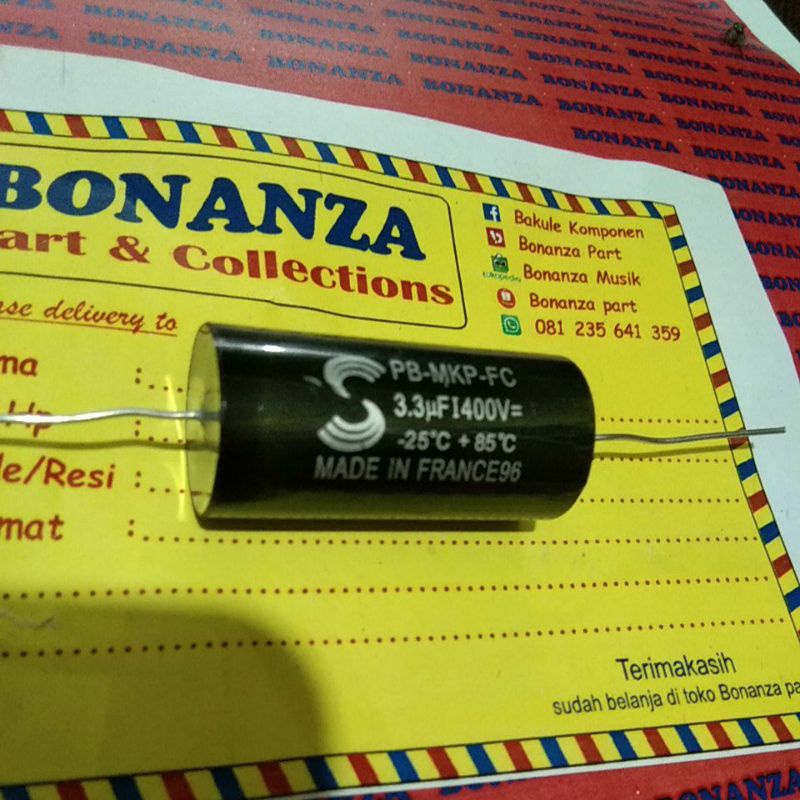 BONANZA BONANZA BONANZA BONANZA
BONANZA
art & Collections
se delivery to
Bakule Komponen
Bonanza Part
tokopedia Bonanza Musik
Bonanza part
081 235 641 359
ma :
Hp
le/Resi :
mat :
PB-MKP-FC
3.3µFI400V=
-25°C + 85°C
MADE IN FRANCE96
Terimakasih
sudah belanja di toko Bonanza pa
BONANZA